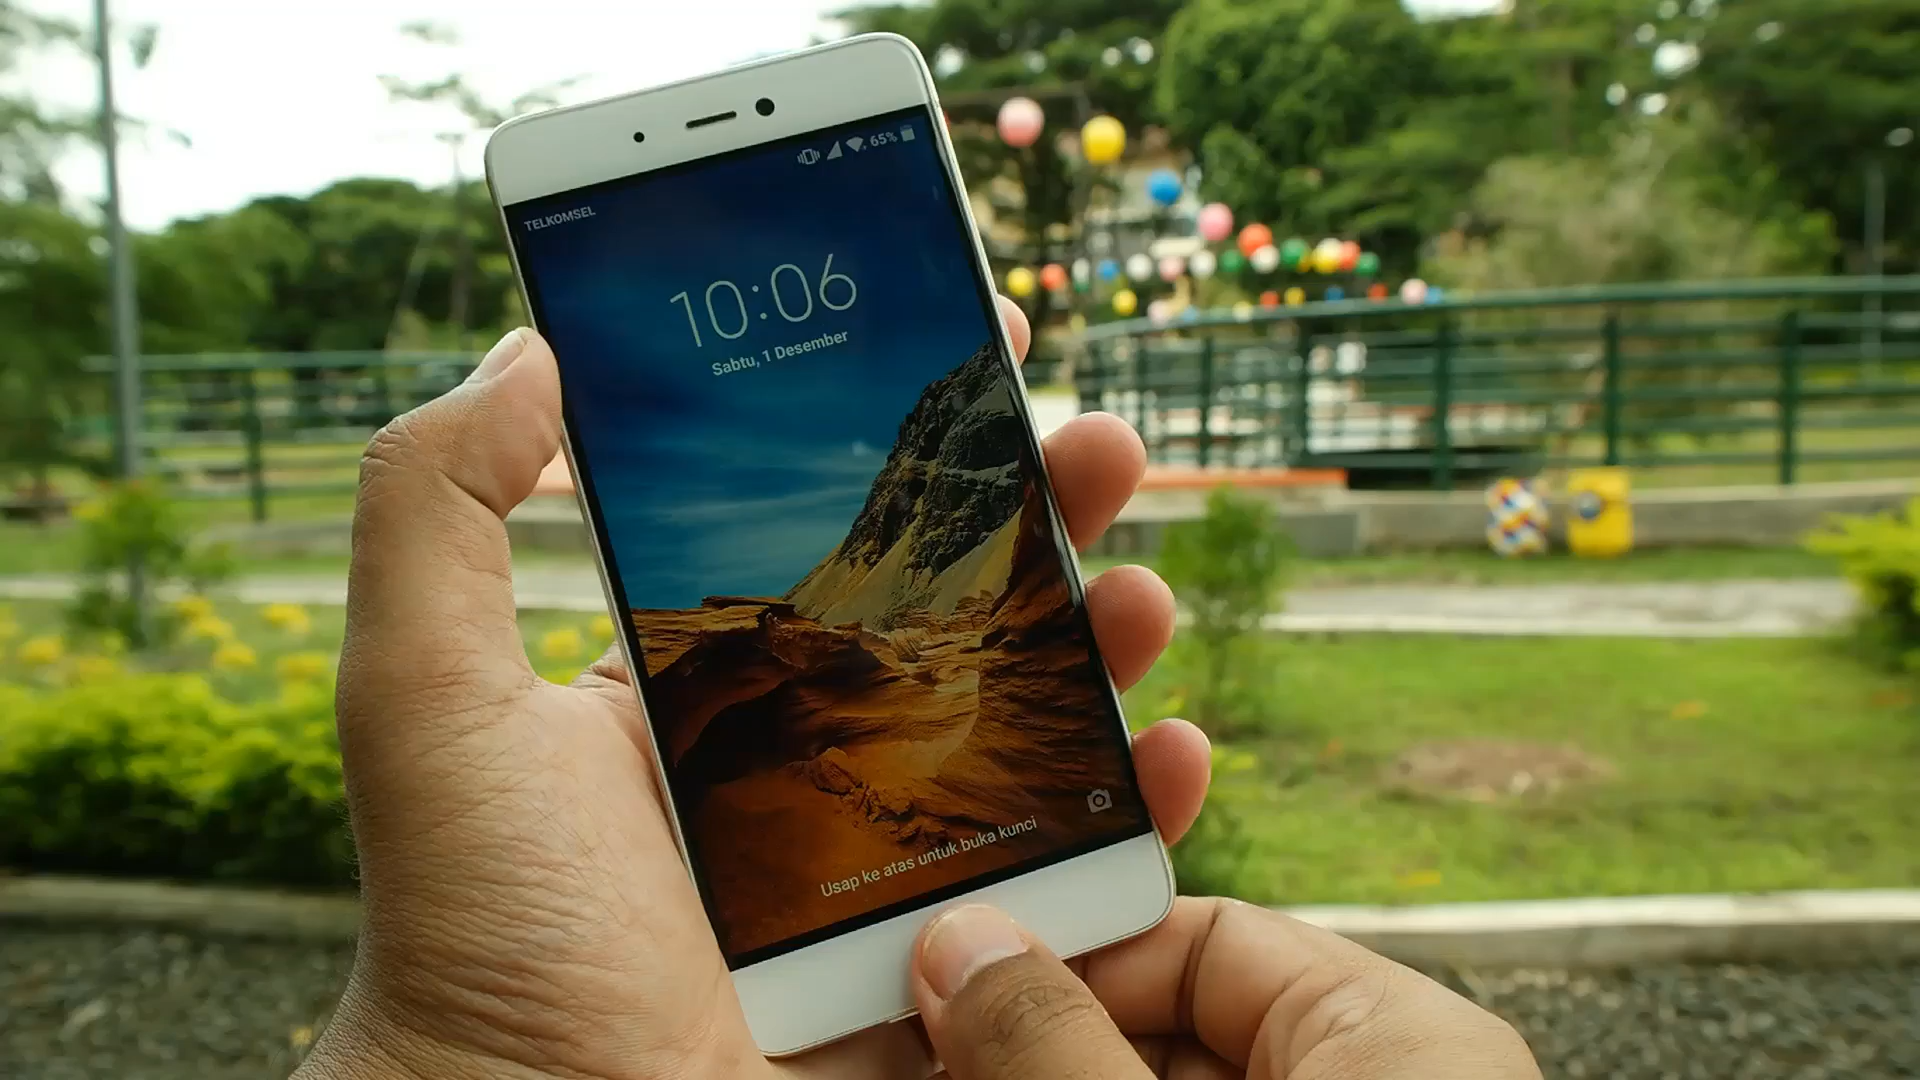 65%
TELKOMSEL
10:06
Sabtu, 1 Desember
Usap ke atas untuk buka kunci